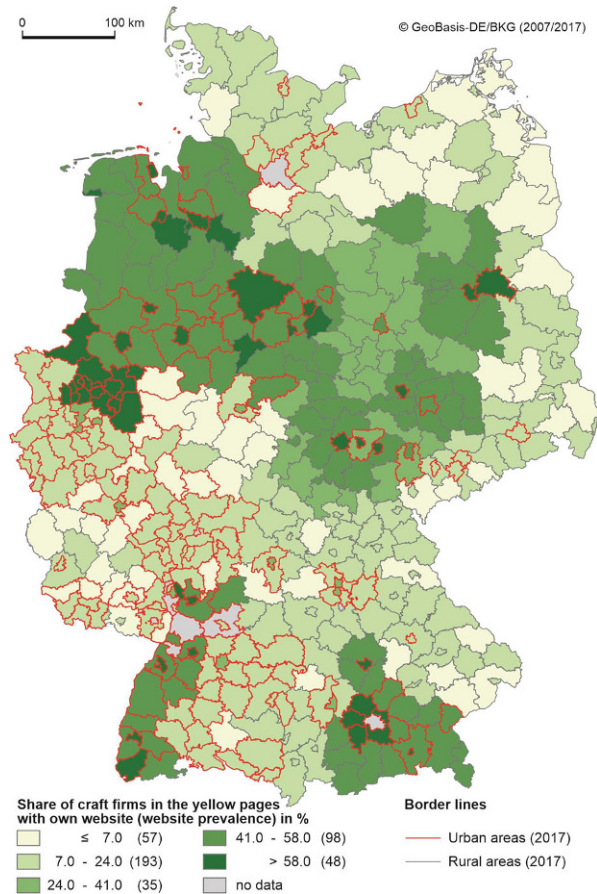 0 100 km
© GeoBasis-DE/BKG (2007/2017)
Share of craft firms in the yellow pages
with own website (website prevalence) in %
≤ 7.0 (57)
7.0 - 24.0 (193)
24.0 - 41.0 (35)
41.0 - 58.0 (98)
> 58.0 (48)
no data
Border lines
Urban areas (2017)
Rural areas (2017)